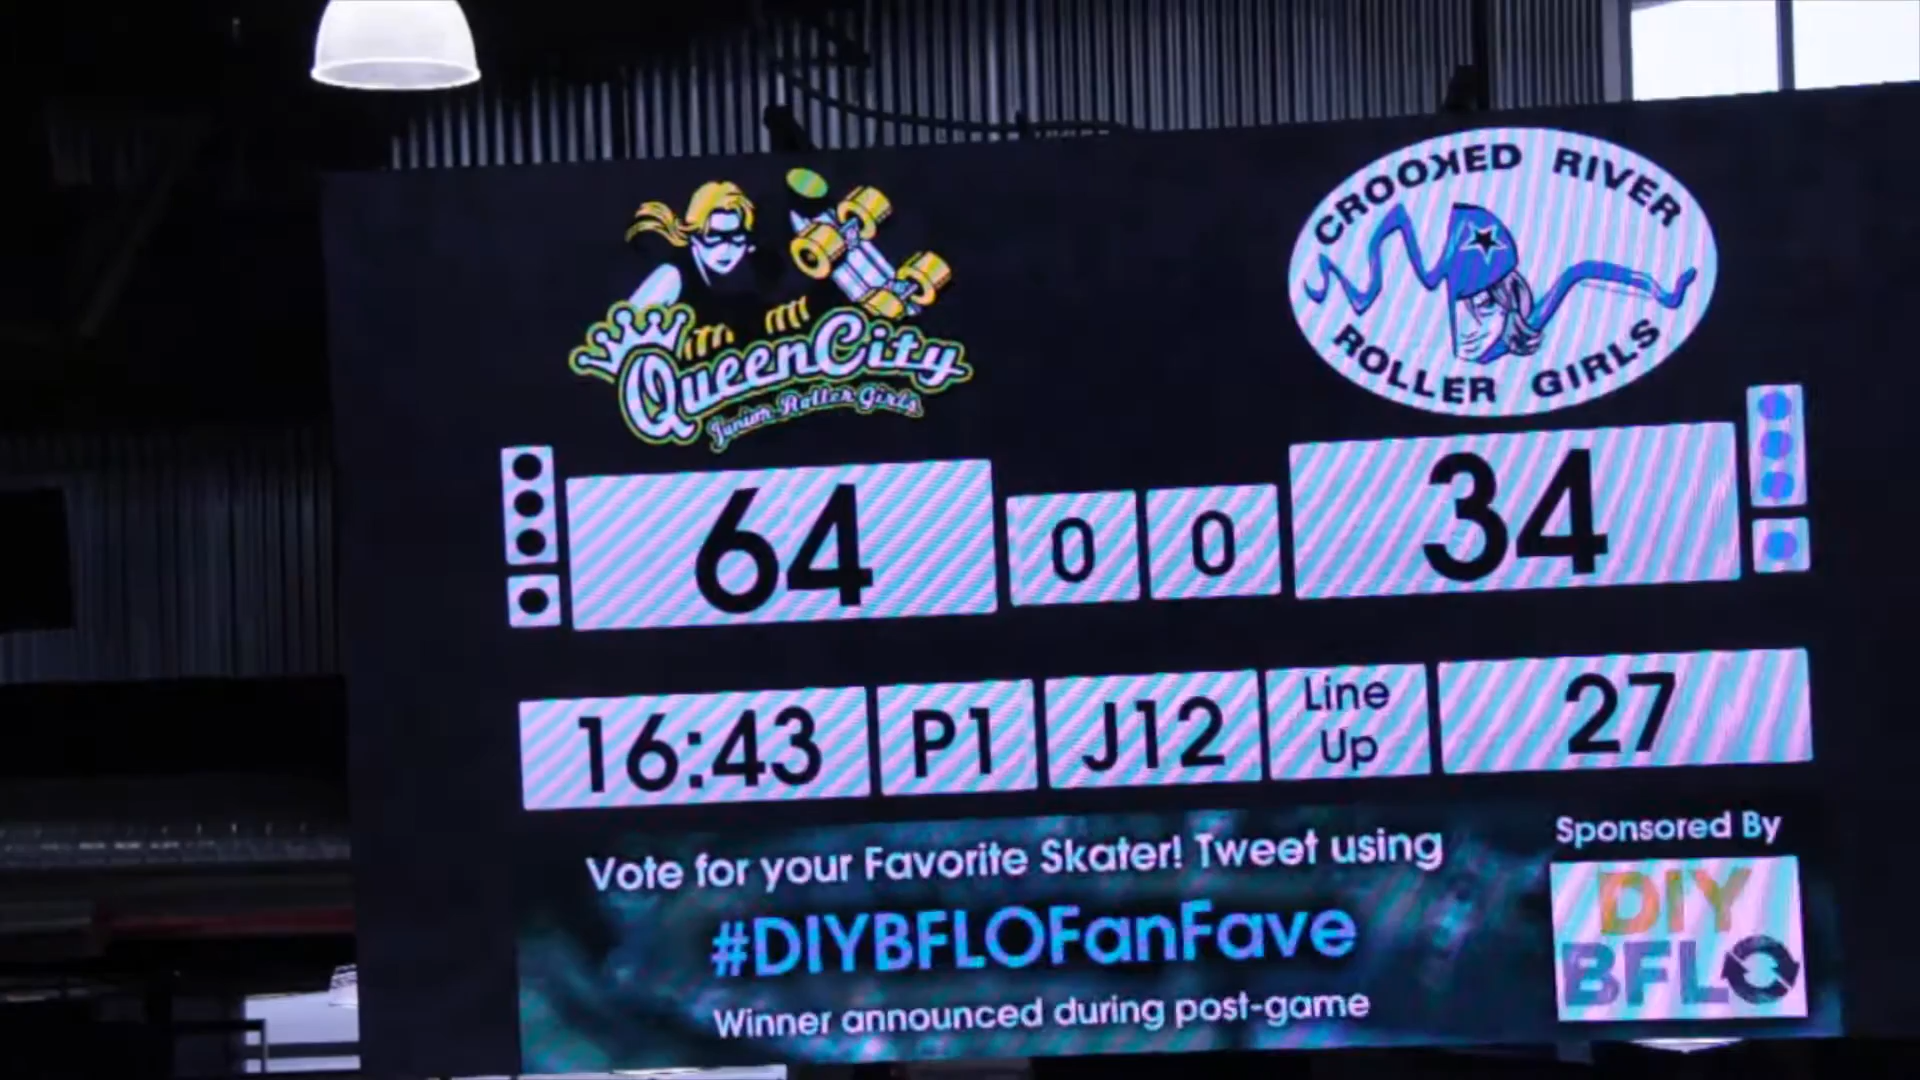 CROOKED RIVER
ROLLER GIRLS
QueenCity
Junior Roller Girls
64
0
0
34
16:43
P1
J12
Line
Up
27
Vote for your Favorite Skater! Tweet using
#DIYBFLOFanFave
Winner announced during post-game
Sponsored By
DIY
BFLO